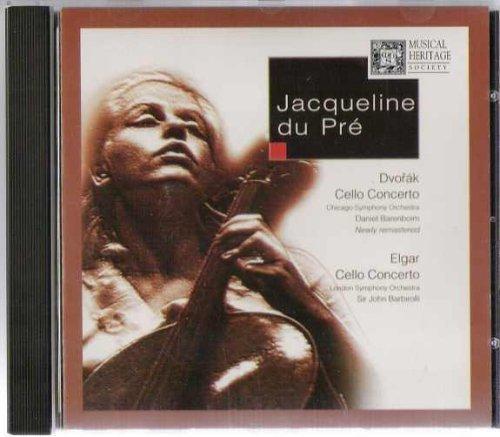 MUSICAL
HERITAGE
SOCIETY
Jacqueline
du Pré
Dvořák
Cello Concerto
Chicago Symphony Orchestra
Daniel Barenboim
Newly remastered
Elgar
Cello Concerto
London Symphony Orchestra
Sir John Barbirolli